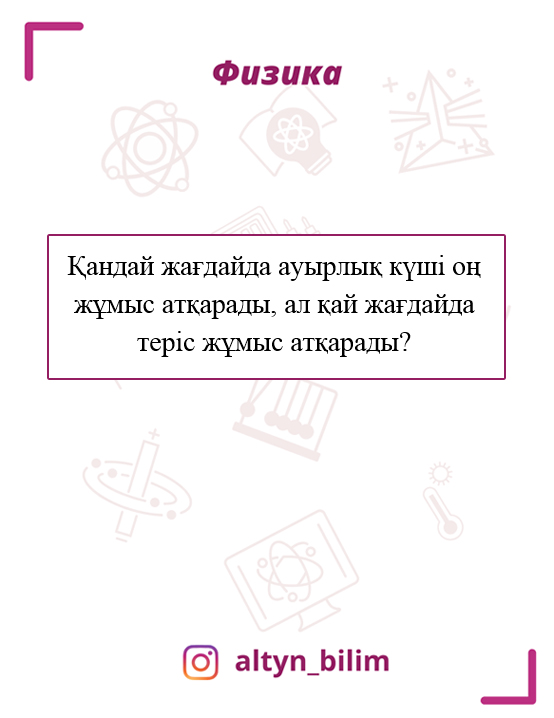 Физика
Қандай жағдайда ауырлық күші оң
жұмыс атқарады, ал қай жағдайда
теріс жұмыс атқарады?
altyn_bilim